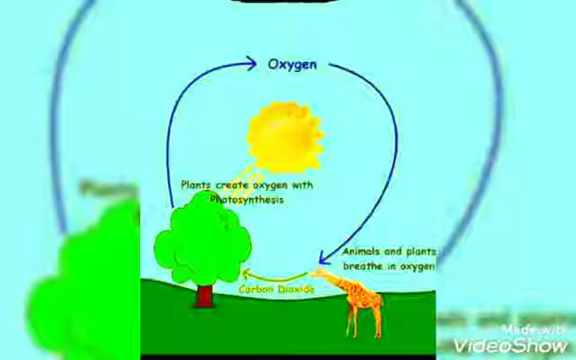 Oxygen
Plants create oxygen with
Photosynthesis
Animals and plants
breathe in oxygen
Carbon Dioxide
Made with
VideoShow